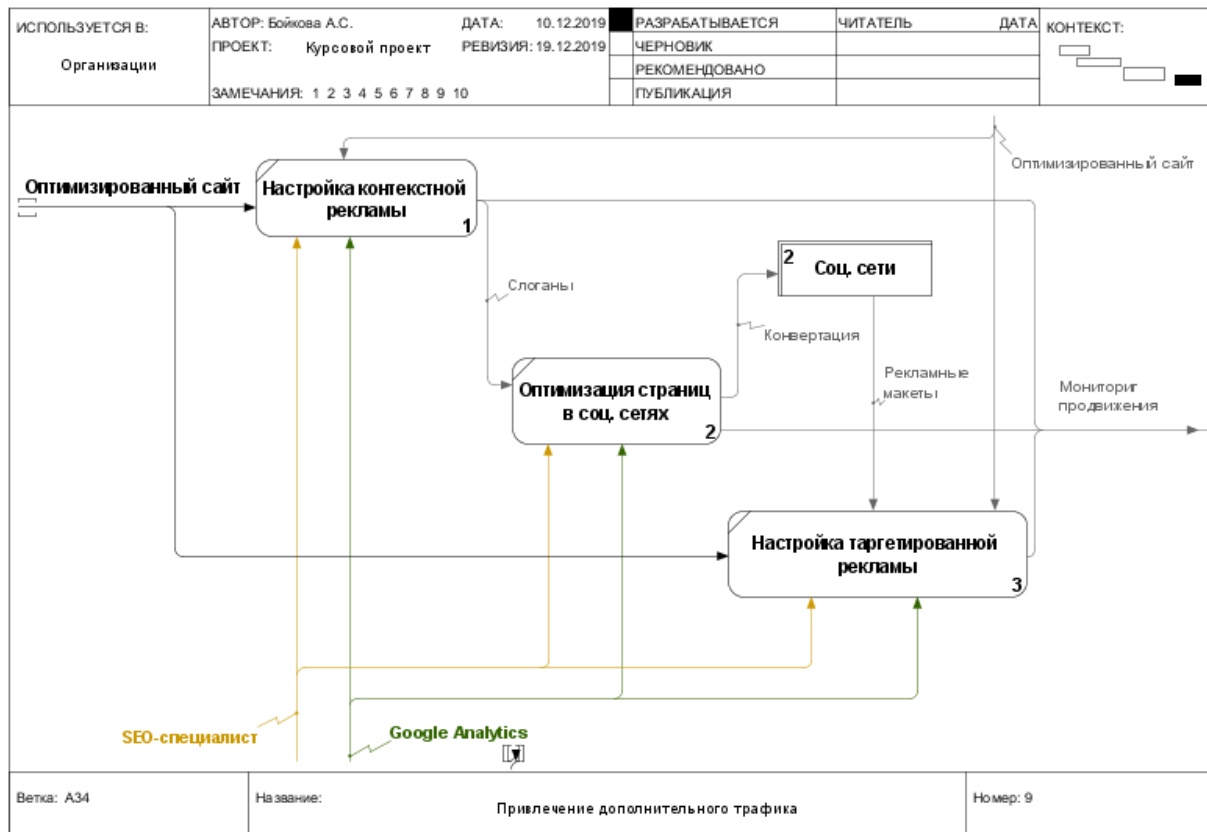 ИСПОЛЬЗУЕТСЯ В:
Организации
АВТОР: Бойкова А.С.
ДАТА: 10.12.2019
ПРОЕКТ: Курсовой проект
РЕВИЗИЯ: 19.12.2019
ЗАМЕЧАНИЯ: 1 2 3 4 5 6 7 8 9 10
РАЗРАБАТЫВАЕТСЯ
ЧЕРНОВИК
РЕКОМЕНДОВАНО
ПУБЛИКАЦИЯ
ЧИТАТЕЛЬ
ДАТА
КОНТЕКСТ:
Оптимизированный сайт
Оптимизированный сайт
Настройка контекстной
рекламы
1
2
Соц. сети
Слоганы
Конвертация
Рекламные
макеты
Мониториг
продвижения
Оптимизация страниц
в соц. сетях
2
Настройка таргетированной
рекламы
3
SEO-специалист
Google Analytics
Ветка: A34
Название:
Привлечение дополнительного трафика
Номер: 9